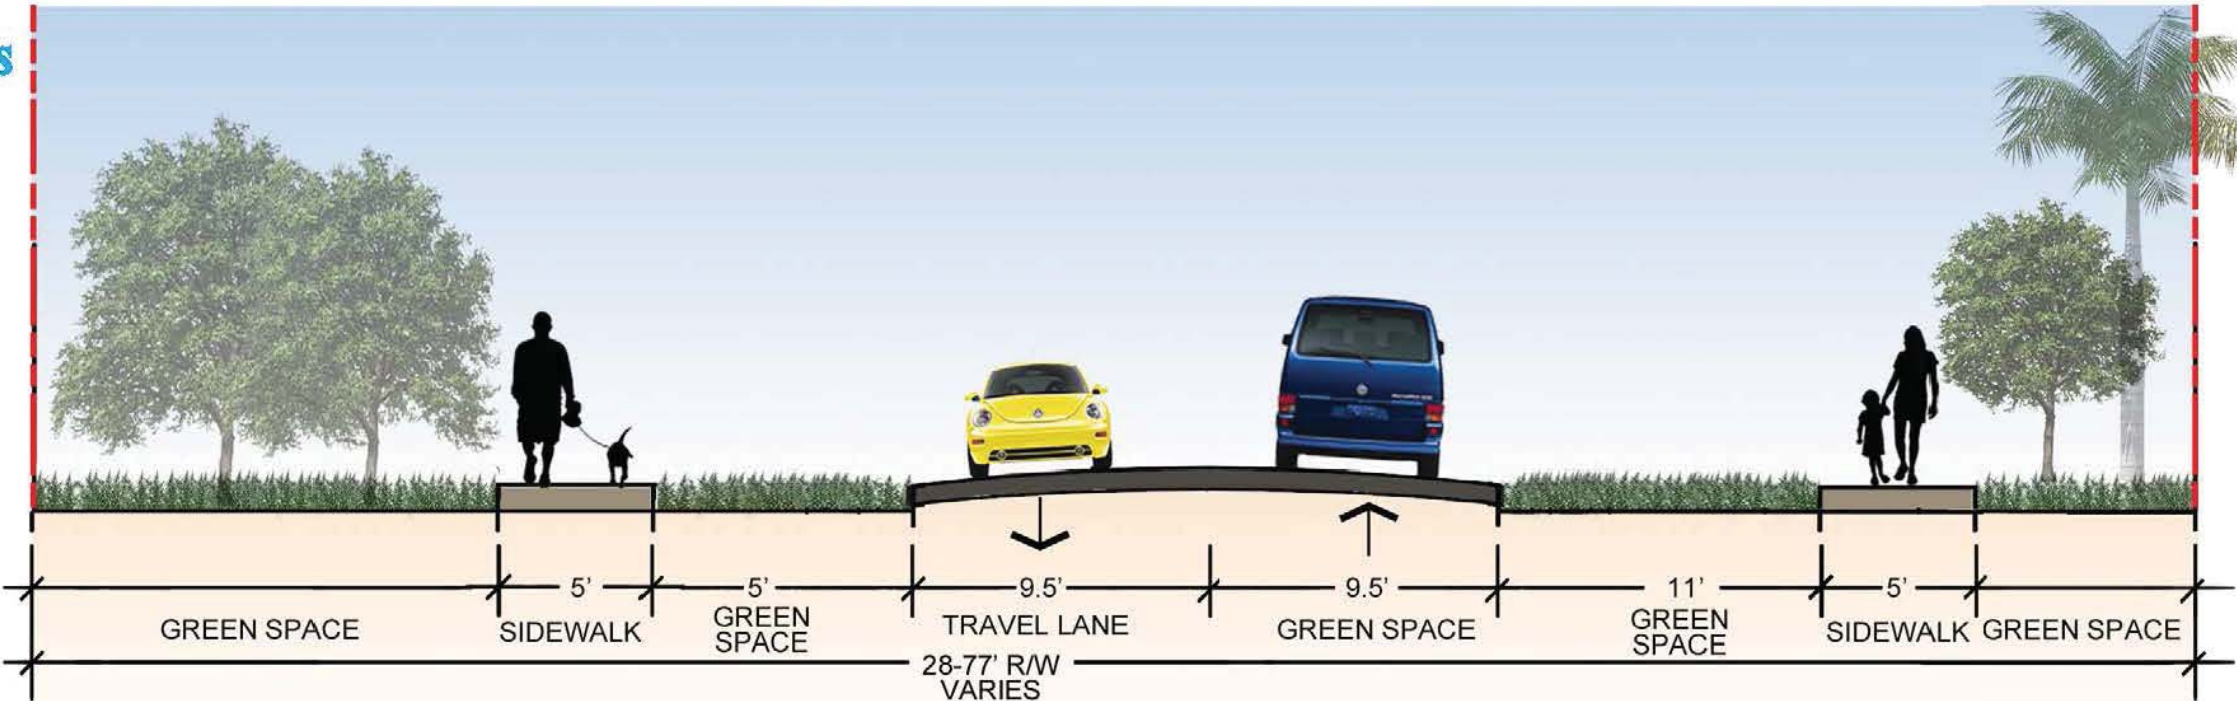 s
5' 5' 9.5' 9.5' 11' 5'
GREEN SPACE SIDEWALK GREEN SPACE TRAVEL LANE GREEN SPACE GREEN SPACE SIDEWALK GREEN SPACE
28-77' R/W
VARIES